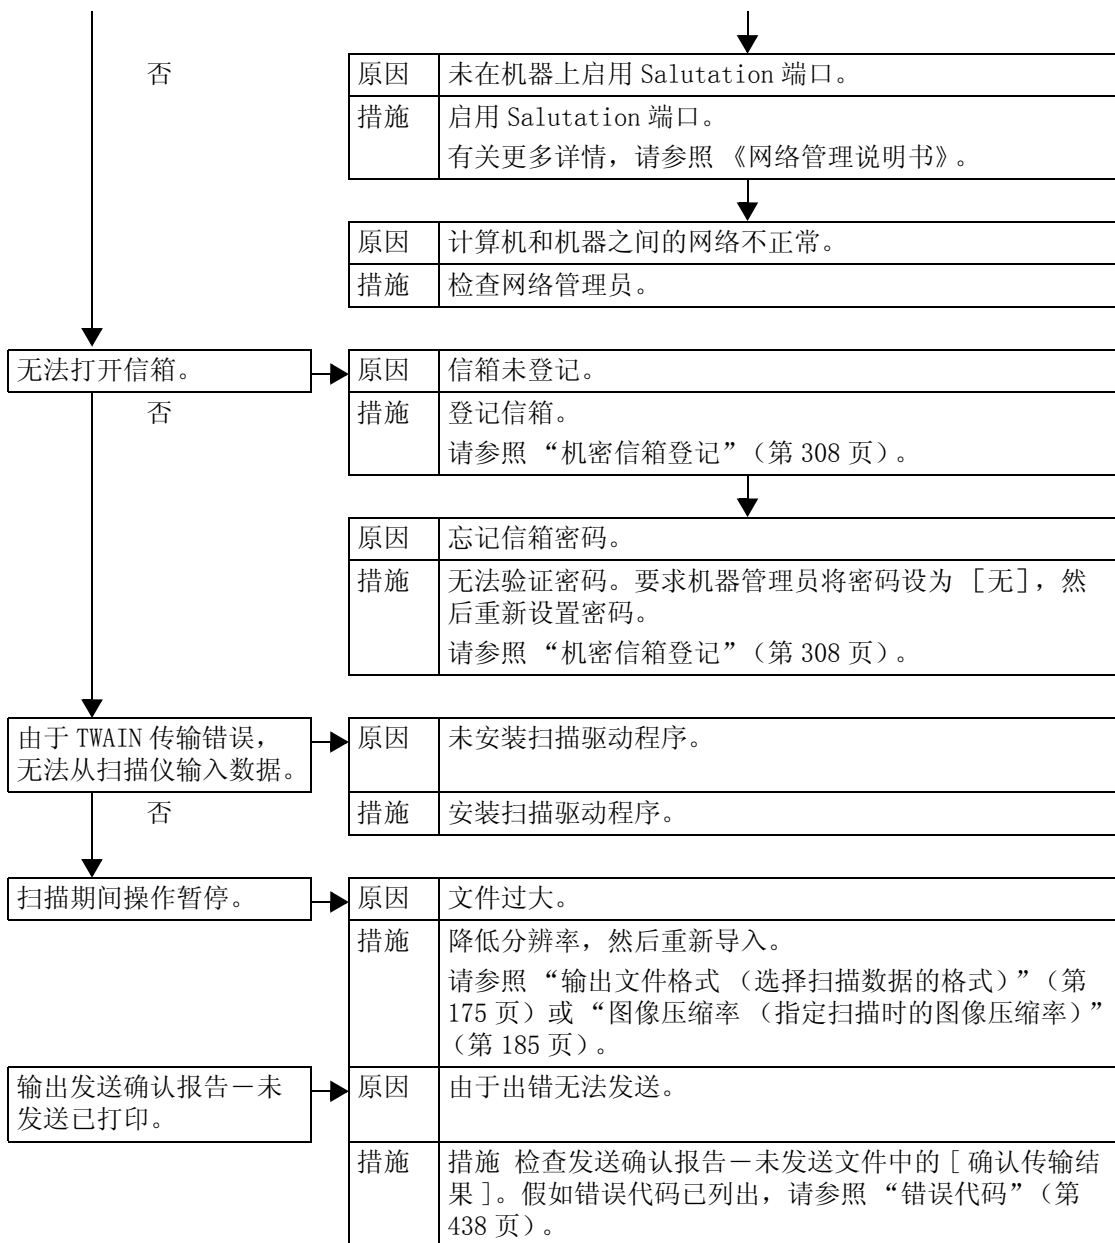 否
原因 未在机器上启用 Salutation 端口。
措施 启用 Salutation 端口。
有关更多详情，请参照 《网络管理说明书》。
原因 计算机和机器之间的网络不正常。
措施 检查网络管理员。
无法打开信箱。 原因 信箱未登记。
否 措施 登记信箱。
请参照 “机密信箱登记”（第 308 页）。
原因 忘记信箱密码。
措施 无法验证密码。要求机器管理员将密码设为 ［无］，然
后重新设置密码。
请参照 “机密信箱登记”（第 308 页）。
由于 TWAIN 传输错误，
无法从扫描仪输入数据。
原因 未安装扫描驱动程序。
否 措施 安装扫描驱动程序。
扫描期间操作暂停。 原因 文件过大。
措施 降低分辨率，然后重新导入。
请参照 “输出文件格式 （选择扫描数据的格式）”（第
175 页）或 “图像压缩率 （指定扫描时的图像压缩率）”
（第 185 页）。
输出发送确认报告－未
发送已打印。
原因 由于出错无法发送。
措施 措施 检查发送确认报告－未发送文件中的 [ 确认传输结
果 ]。假如错误代码已列出，请参照 “错误代码”（第
438 页）。